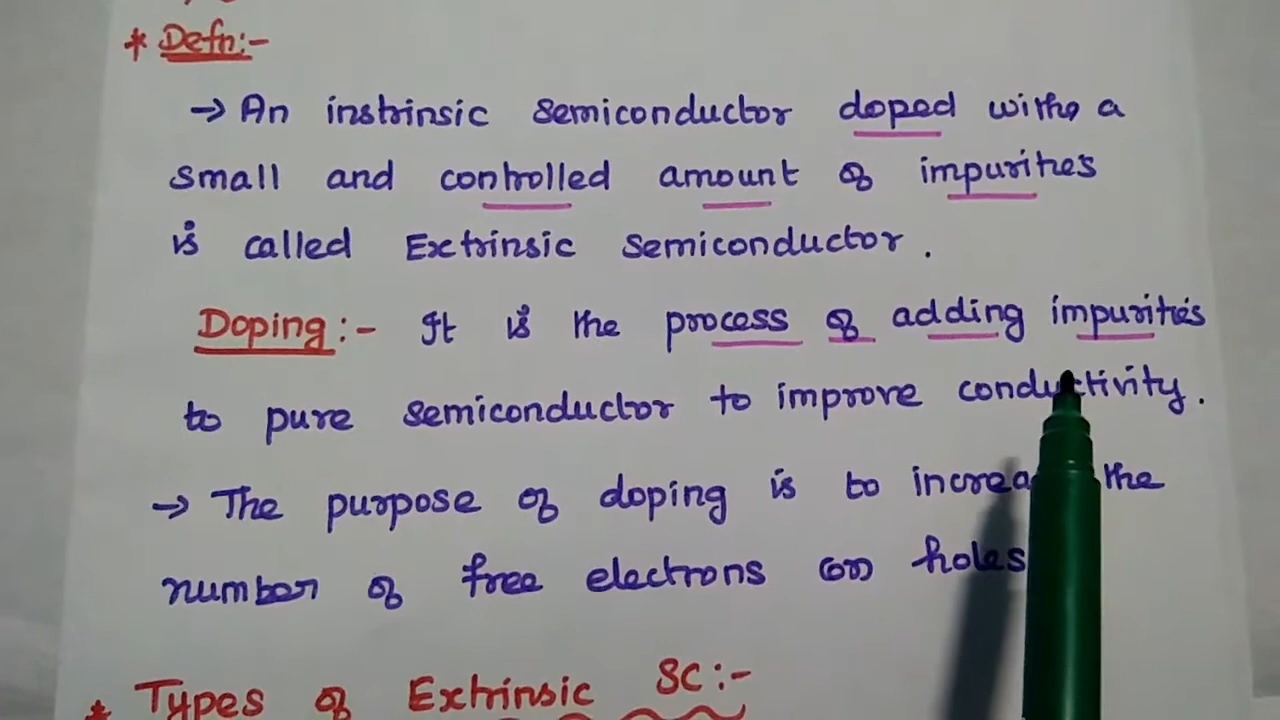 * Defn:-
→ An instrinsic semiconductor doped with a
small and controlled amount of impurities
is called Extrinsic semiconductor.
Doping:- It is the process of adding impurities
to pure semiconductor to improve conductivity.
→ The purpose of doping is to the
number of free electrons or holes
* Types of Extrinsic SC:-